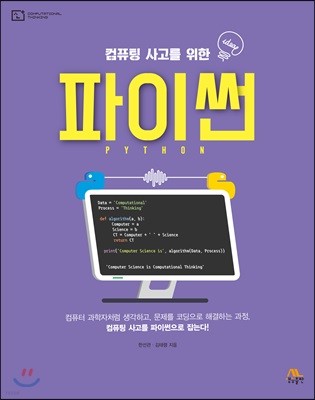 COMPUTATIONAL
THINKING
컴퓨팅 사고를 위한
idea
파이썬
PYTHON
Data = 'Computational'
Process = 'Thinking'
def algorithm(a, b):
Computer = a
Science = b
CT = Computer + ' ' + Science
return CT
print('Computer Science is', algorithm(Data, Process))
'Computer Science is Computational Thinking'
컴퓨터 과학자처럼 생각하고, 문제를 코딩으로 해결하는 과정,
컴퓨팅 사고를 파이썬으로 잡는다!
지음
yes24